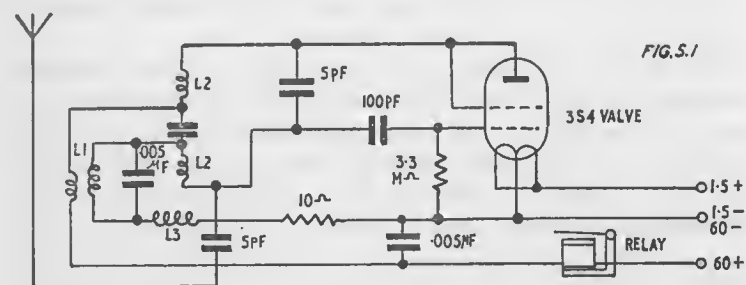 FIG.5.1
L2
5PF
100PF
3S4 VALVE
L1
.005
µF
L2
3·3
MΩ
10Ω
1·5+
L3
5PF
·005MF
1·5-
60-
RELAY
60+